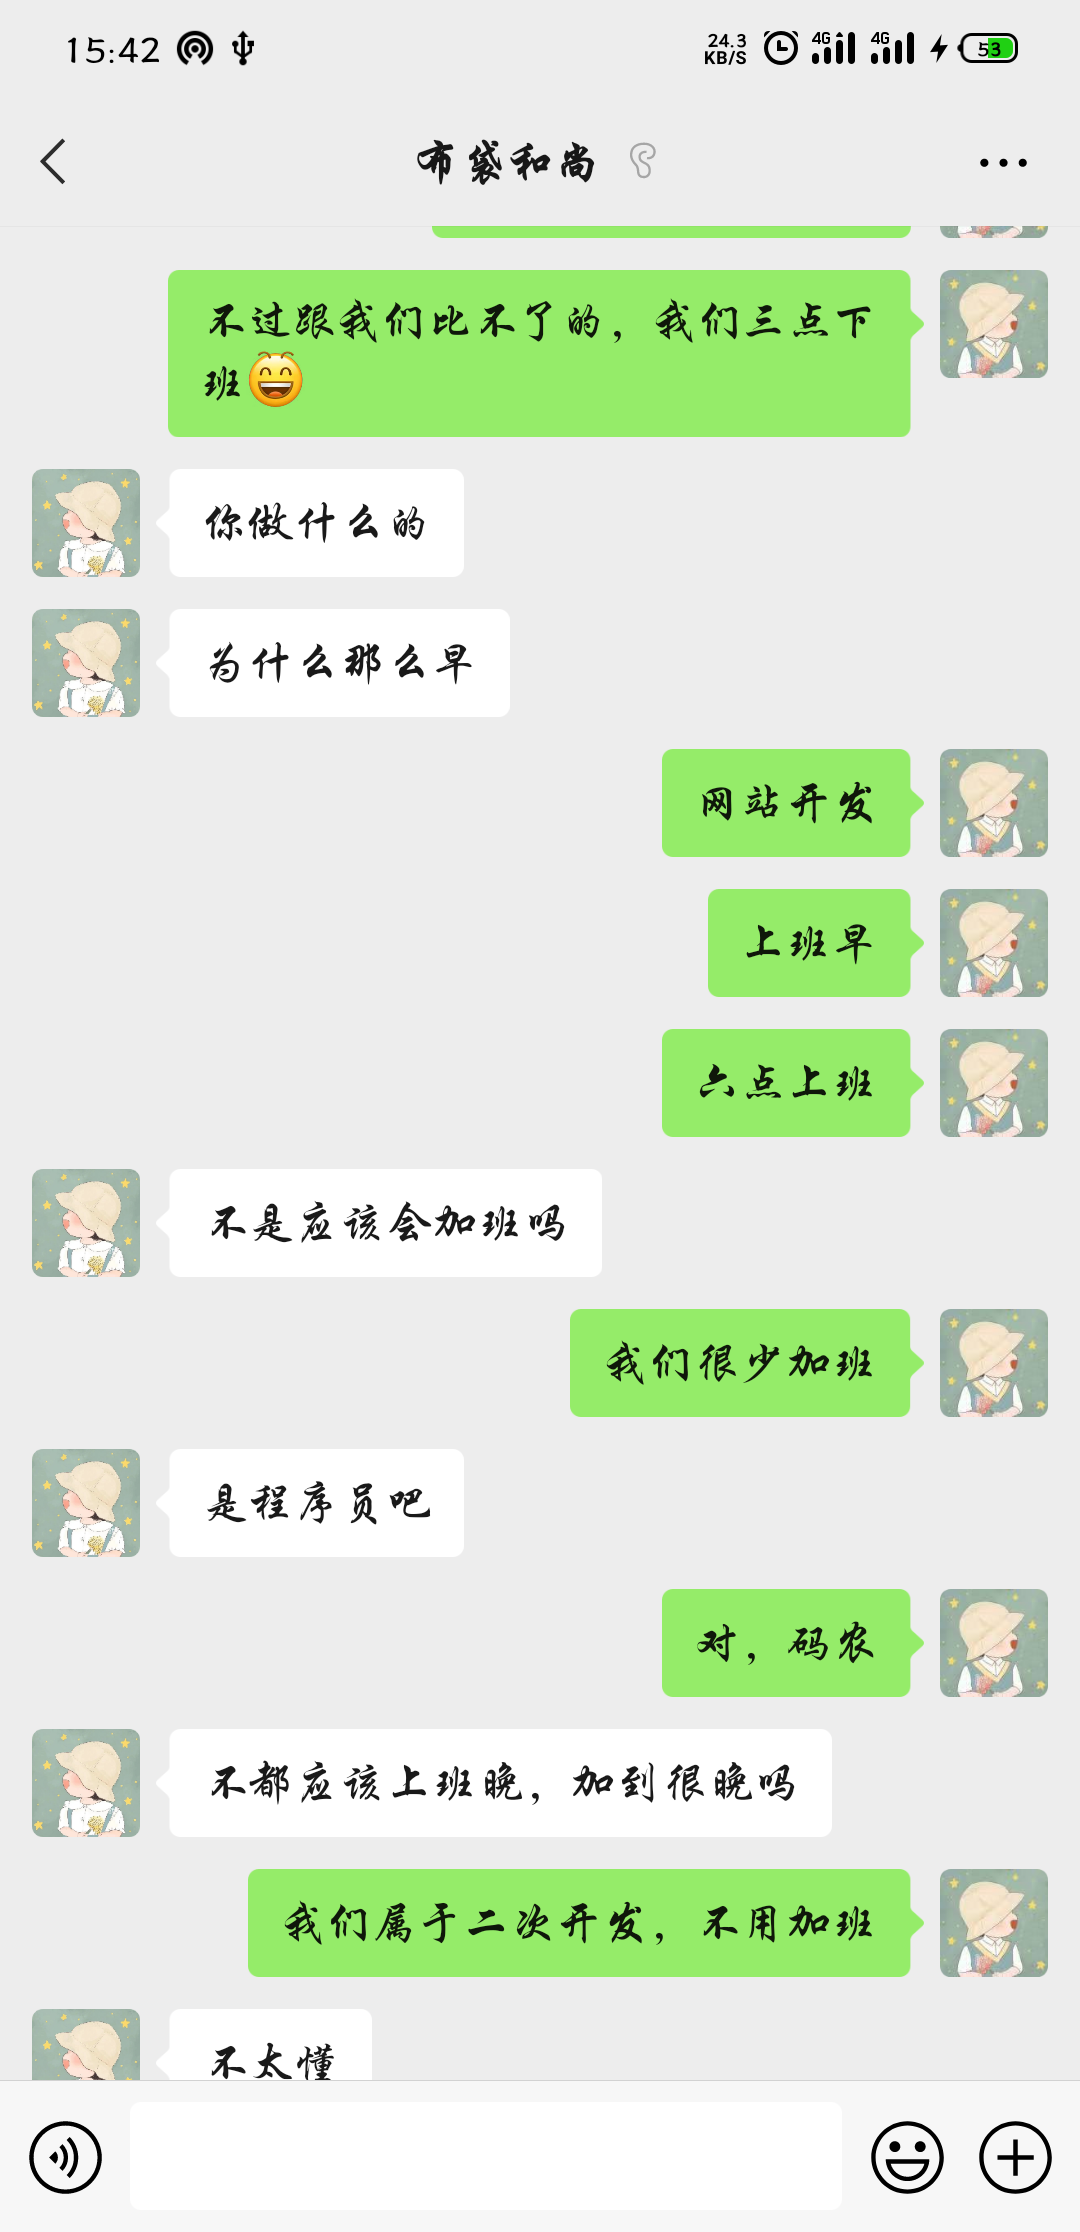 15:42
24.3
KB/S
4G
4G
53
布袋和尚
不过跟我们比不了的，我们三点下
班
你做什么的
为什么那么早
网站开发
上班早
六点上班
不是应该会加班吗
我们很少加班
是程序员吧
对，码农
不都应该上班晚，加到很晚吗
我们属于二次开发，不用加班
不太懂